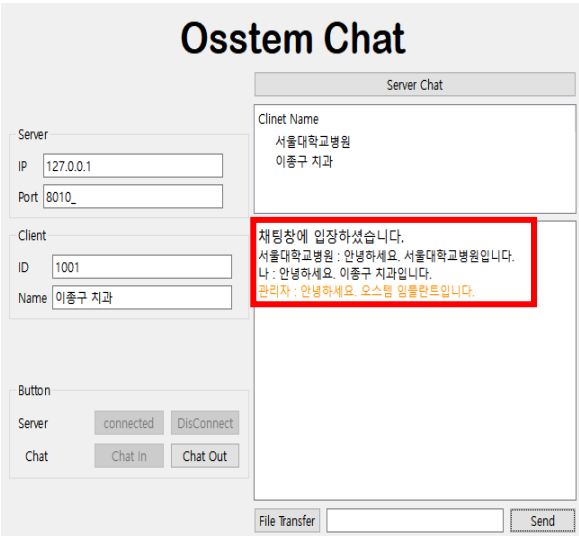 Osstem Chat
Server Chat
Clinet Name
서울대학교병원
이종구 치과
Server
IP 127.0.0.1
Port 8010_
Client
ID 1001
Name 이종구 치과
채팅창에 입장하셨습니다.
서울대학교병원 : 안녕하세요. 서울대학교병원입니다.
나 : 안녕하세요. 이종구 치과입니다.
관리자 : 안녕하세요. 오스템 임플란트입니다.
Button
Server connected DisConnect
Chat Chat In Chat Out
File Transfer Send